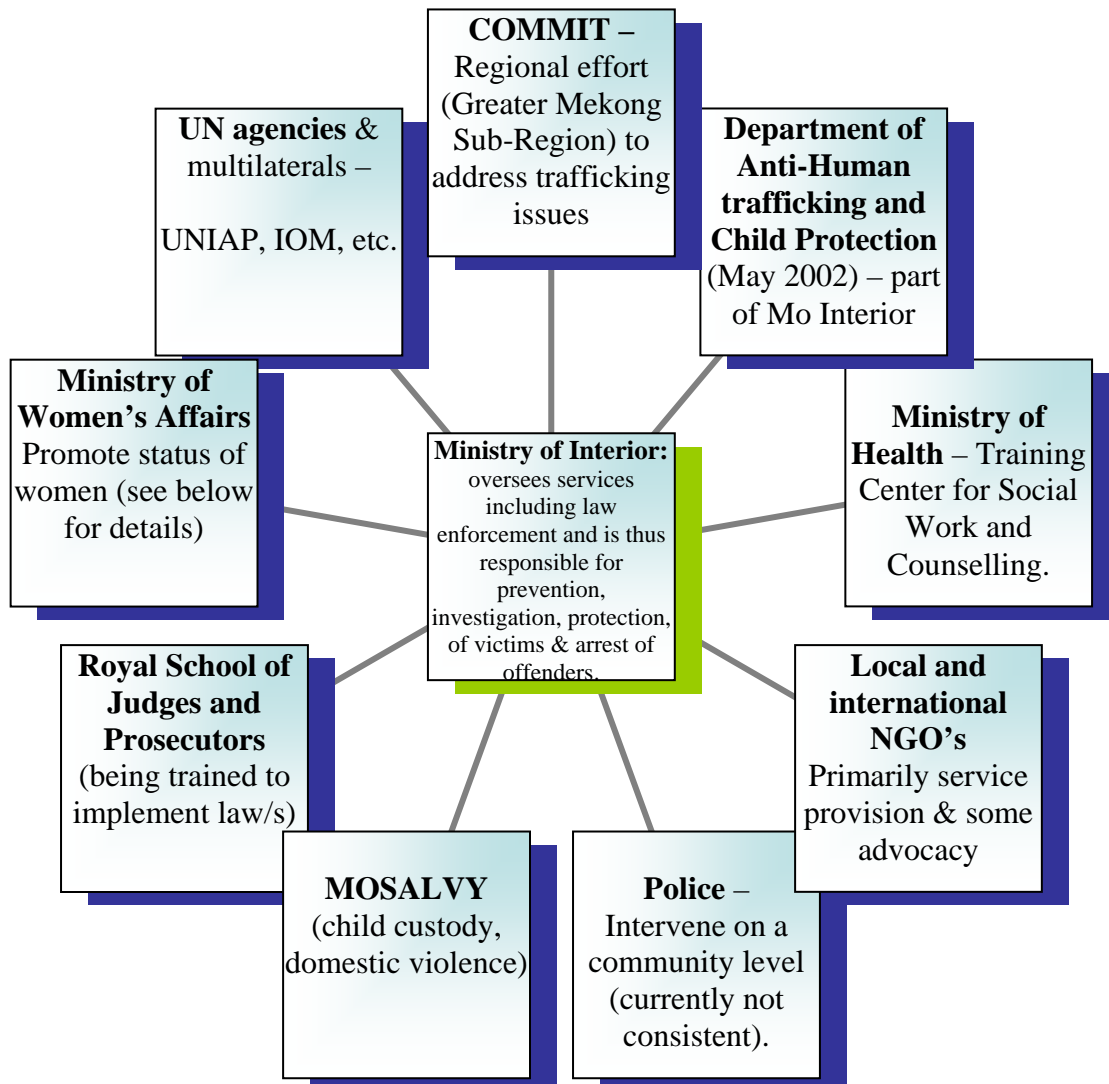 COMMIT –
Regional effort
(Greater Mekong
Sub-Region) to
address trafficking
issues
UN agencies &
multilaterals –
UNIAP, IOM, etc.
Department of
Anti-Human
trafficking and
Child Protection
(May 2002) – part
of Mo Interior
Ministry of
Women’s Affairs
Promote status of
women (see below
for details)
Ministry of Interior:
oversees services
including law
enforcement and is thus
responsible for
prevention,
investigation, protection,
of victims & arrest of
offenders.
Ministry of
Health – Training
Center for Social
Work and
Counselling.
Royal School of
Judges and
Prosecutors
(being trained to
implement law/s)
Local and
international
NGO’s
Primarily service
provision & some
advocacy
MOSALVY
(child custody,
domestic violence)
Police –
Intervene on a
community level
(currently not
consistent).